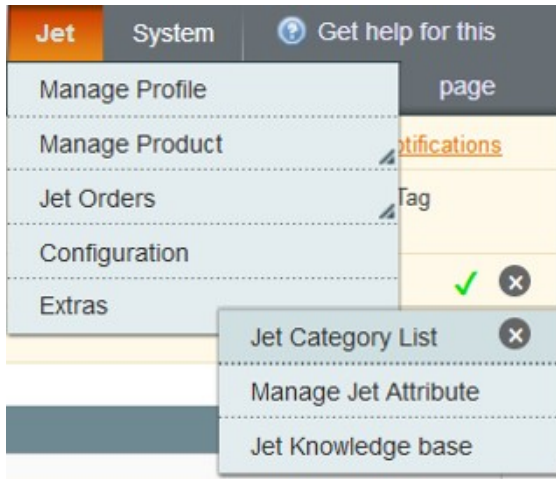 Jet System Get help for this
page
Manage Profile
Manage Product otifications
Jet Orders Tag
Configuration
Extras
Jet Category List
Manage Jet Attribute
Jet Knowledge base